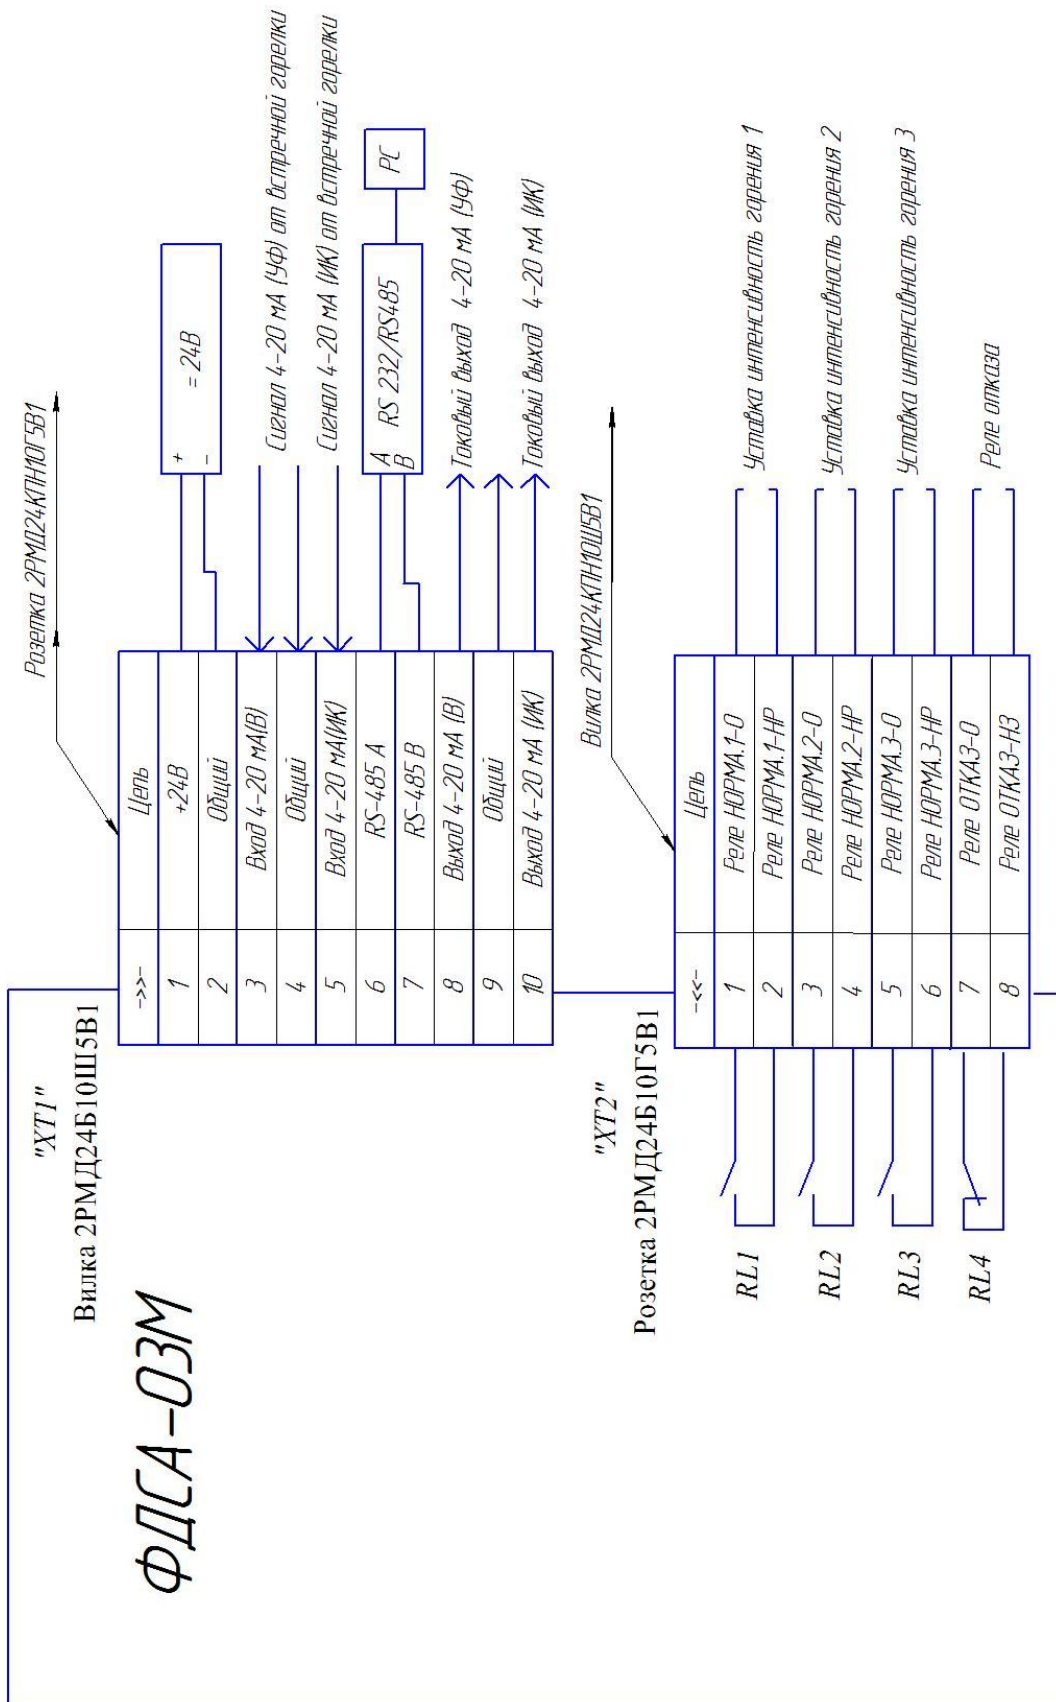 ФДСА-03М
"XT1"
Вилка 2РМД24Б10Ш5В1
Розетка 2РМД24КПН10Г5В1
->>- Цепь
1 +24В
2 Общий
3 Вход 4-20 мА(В)
4 Общий
5 Вход 4-20 мА(ИК)
6 RS-485 A
7 RS-485 B
8 Выход 4-20 мА (В)
9 Общий
10 Выход 4-20 мА (ИК)
+
= 24В
-
Сигнал 4-20 мА (УФ) от встречной горелки
Сигнал 4-20 мА (ИК) от встречной горелки
A
B
RS 232/RS485
PC
Токовый выход 4-20 мА (УФ)
Токовый выход 4-20 мА (ИК)
"XT2"
Розетка 2РМД24Б10Г5В1
Вилка 2РМД24КПН10Ш5В1
-<<- Цепь
1 Реле НОРМА.1-О
2 Реле НОРМА.1-НР
3 Реле НОРМА.2-О
4 Реле НОРМА.2-НР
5 Реле НОРМА.3-О
6 Реле НОРМА.3-НР
7 Реле ОТКАЗ-О
8 Реле ОТКАЗ-НЗ
RL1
RL2
RL3
RL4
Уставка интенсивность горения 1
Уставка интенсивность горения 2
Уставка интенсивность горения 3
Реле отказа